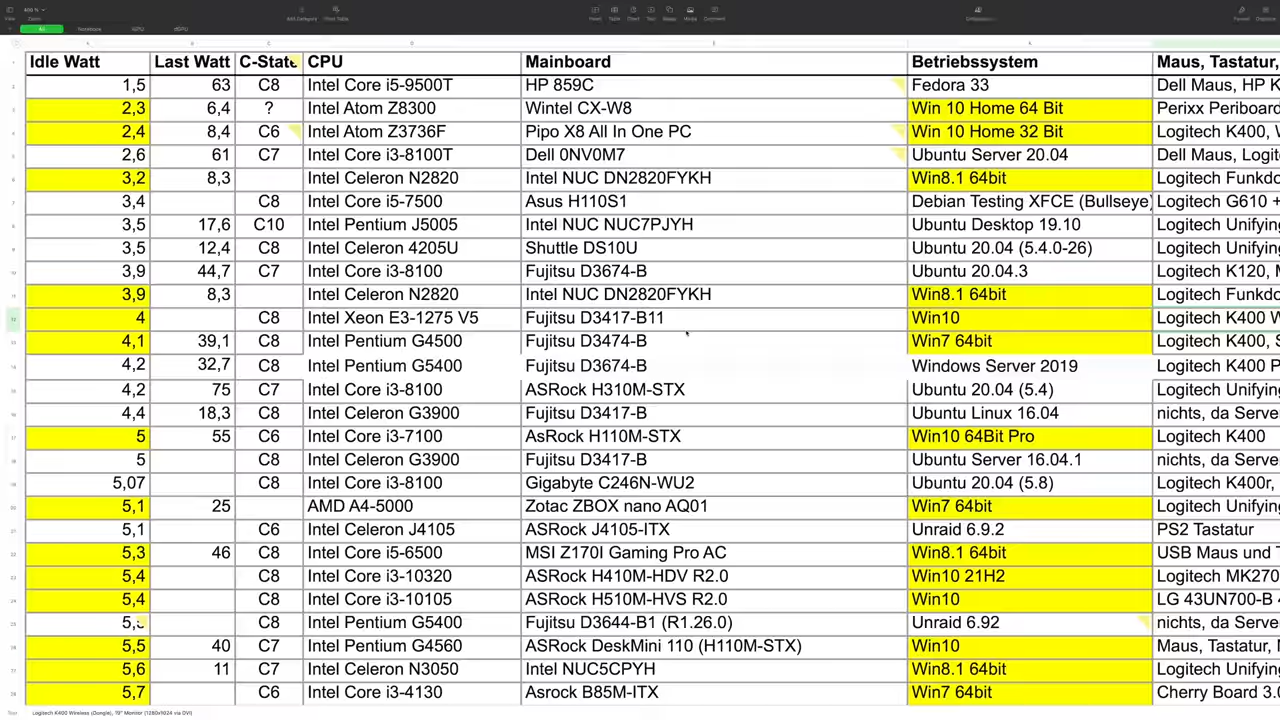 Idle Watt Last Watt C-State CPU Mainboard Betriebssystem Maus, Tastatur,
1,5 63 C8 Intel Core i5-9500T HP 859C Fedora 33 Dell Maus, HP K
2,3 6,4 ? Intel Atom Z8300 Wintel CX-W8 Win 10 Home 64 Bit Perixx Periboard
2,4 8,4 C6 Intel Atom Z3736F Pipo X8 All In One PC Win 10 Home 32 Bit Logitech K400, W
2,6 61 C7 Intel Core i3-8100T Dell 0NV0M7 Ubuntu Server 20.04 Dell Maus, Logit
3,2 8,3 Intel Celeron N2820 Intel NUC DN2820FYKH Win8.1 64bit Logitech Funkdo
3,4 C8 Intel Core i5-7500 Asus H110S1 Debian Testing XFCE (Bullseye) Logitech G610 +
3,5 17,6 C10 Intel Pentium J5005 Intel NUC NUC7PJYH Ubuntu Desktop 19.10 Logitech Unifying
3,5 12,4 C8 Intel Celeron 4205U Shuttle DS10U Ubuntu 20.04 (5.4.0-26) Logitech Unifying
3,9 44,7 C7 Intel Core i3-8100 Fujitsu D3674-B Ubuntu 20.04.3 Logitech K120, M
3,9 8,3 Intel Celeron N2820 Intel NUC DN2820FYKH Win8.1 64bit Logitech Funkdo
4 C8 Intel Xeon E3-1275 V5 Fujitsu D3417-B11 Win10 Logitech K400 W
4,1 39,1 C8 Intel Pentium G4500 Fujitsu D3474-B Win7 64bit Logitech K400, S
4,2 32,7 C8 Intel Pentium G5400 Fujitsu D3674-B Windows Server 2019 Logitech K400 P
4,2 75 C7 Intel Core i3-8100 ASRock H310M-STX Ubuntu 20.04 (5.4) Logitech Unifying
4,4 18,3 C8 Intel Celeron G3900 Fujitsu D3417-B Ubuntu Linux 16.04 nichts, da Serve
5 55 C6 Intel Core i3-7100 AsRock H110M-STX Win10 64Bit Pro Logitech K400
5 C8 Intel Celeron G3900 Fujitsu D3417-B Ubuntu Server 16.04.1 nichts, da Serve
5,07 C8 Intel Core i3-8100 Gigabyte C246N-WU2 Ubuntu 20.04 (5.8) Logitech K400r,
5,1 25 AMD A4-5000 Zotac ZBOX nano AQ01 Win7 64bit Logitech Unifying
5,1 C6 Intel Celeron J4105 ASRock J4105-ITX Unraid 6.9.2 PS2 Tastatur
5,3 46 C8 Intel Core i5-6500 MSI Z170I Gaming Pro AC Win8.1 64bit USB Maus und T
5,4 C8 Intel Core i3-10320 ASRock H410M-HDV R2.0 Win10 21H2 Logitech MK270
5,4 C8 Intel Core i3-10105 ASRock H510M-HVS R2.0 Win10 LG 43UN700-B
C8 Intel Pentium G5400 Fujitsu D3644-B1 (R1.26.0) Unraid 6.92 nichts, da Serve
5,5 40 C7 Intel Pentium G4560 ASRock DeskMini 110 (H110M-STX) Win10 Maus, Tastatur,
5,6 11 C7 Intel Celeron N3050 Intel NUC5CPYH Win8.1 64bit Logitech Unifying
5,7 C6 Intel Core i3-4130 Asrock B85M-ITX Win7 64bit Cherry Board 3.0
Logitech K400 Wireless (Dongle), 19" Monitor (1280x1024 via DVI)